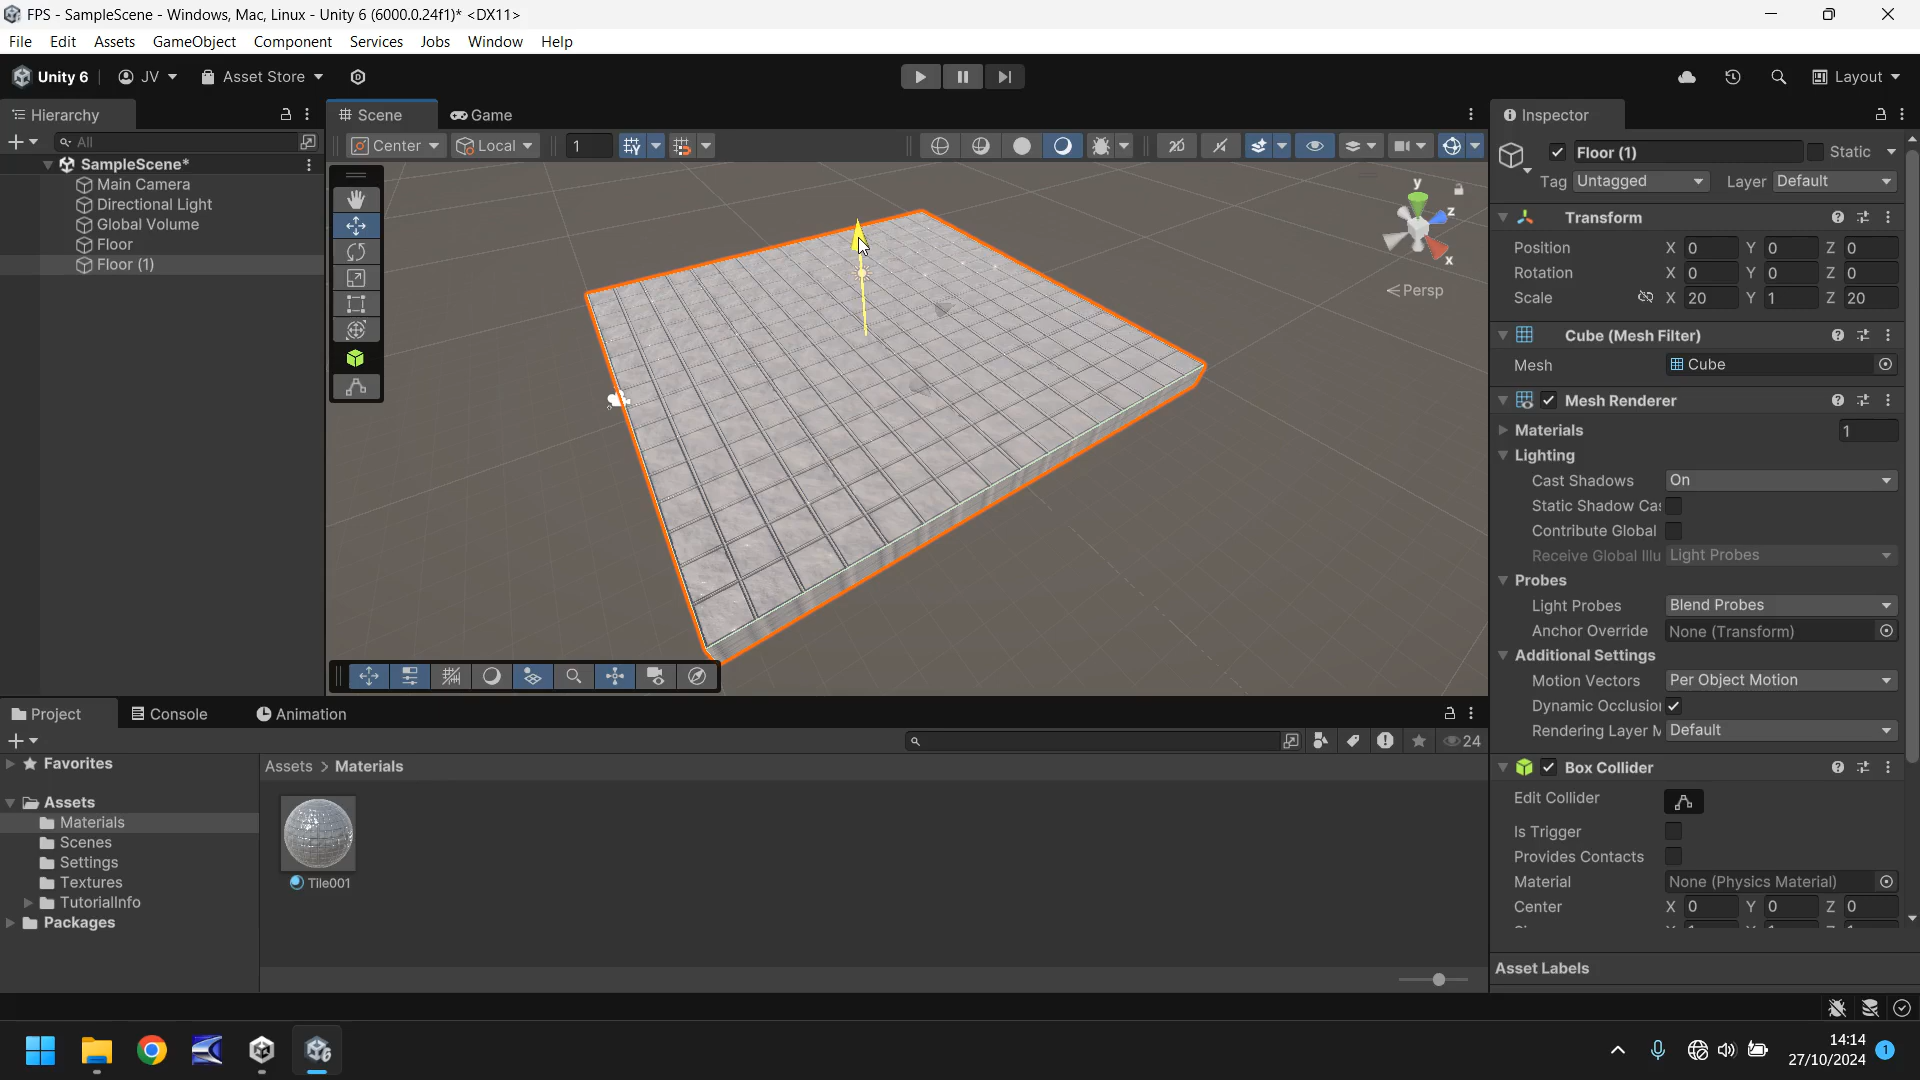 FPS - SampleScene - Windows, Mac, Linux - Unity 6 (6000.0.24f1)* <DX11>
File Edit Assets GameObject Component Services Jobs Window Help
Unity 6 JV Asset Store Layout
Hierarchy
All
SampleScene*
Main Camera
Directional Light
Global Volume
Floor
Floor (1)
Scene Game
Center Local 1 2D
y
z
x
Persp
Inspector
Floor (1) Static
Tag Untagged Layer Default
Transform
Position X 0 Y 0 Z 0
Rotation X 0 Y 0 Z 0
Scale X 20 Y 1 Z 20
Cube (Mesh Filter)
Mesh Cube
Mesh Renderer
Materials 1
Lighting
Cast Shadows On
Static Shadow Cas
Contribute Global
Receive Global Illu Light Probes
Probes
Light Probes Blend Probes
Anchor Override None (Transform)
Additional Settings
Motion Vectors Per Object Motion
Dynamic Occlusion
Rendering Layer M Default
Box Collider
Edit Collider
Is Trigger
Provides Contacts
Material None (Physics Material)
Center X 0 Y 0 Z 0
Asset Labels
Project Console Animation
24
Favorites
Assets
Materials
Scenes
Settings
Textures
TutorialInfo
Packages
Assets > Materials
Tile001
14:14
27/10/2024
1